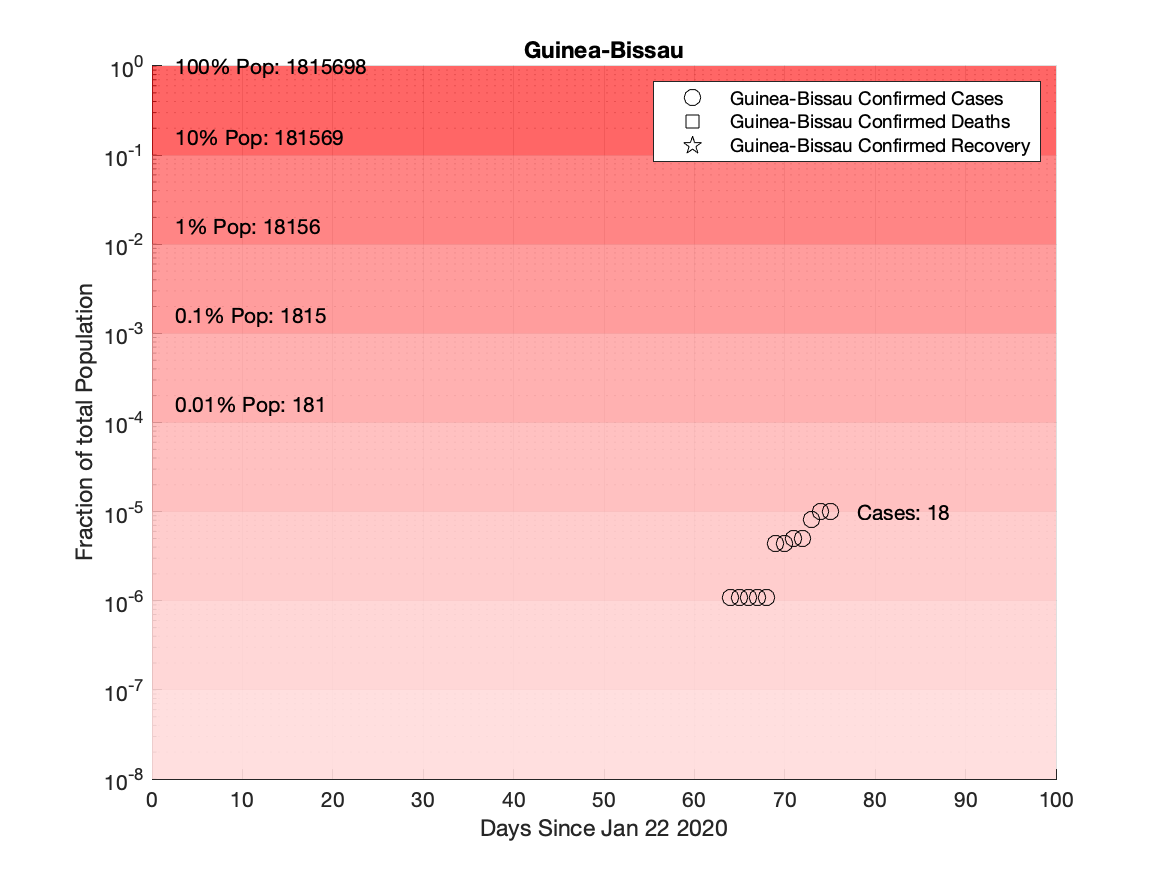 Guinea-Bissau
10^0
100% Pop: 1815698
Guinea-Bissau Confirmed Cases
Guinea-Bissau Confirmed Deaths
Guinea-Bissau Confirmed Recovery
10% Pop: 181569
10^-1
1% Pop: 18156
10^-2
0.1% Pop: 1815
10^-3
0.01% Pop: 181
10^-4
10^-5
Cases: 18
10^-6
10^-7
10^-8
Fraction of total Population
0 10 20 30 40 50 60 70 80 90 100
Days Since Jan 22 2020